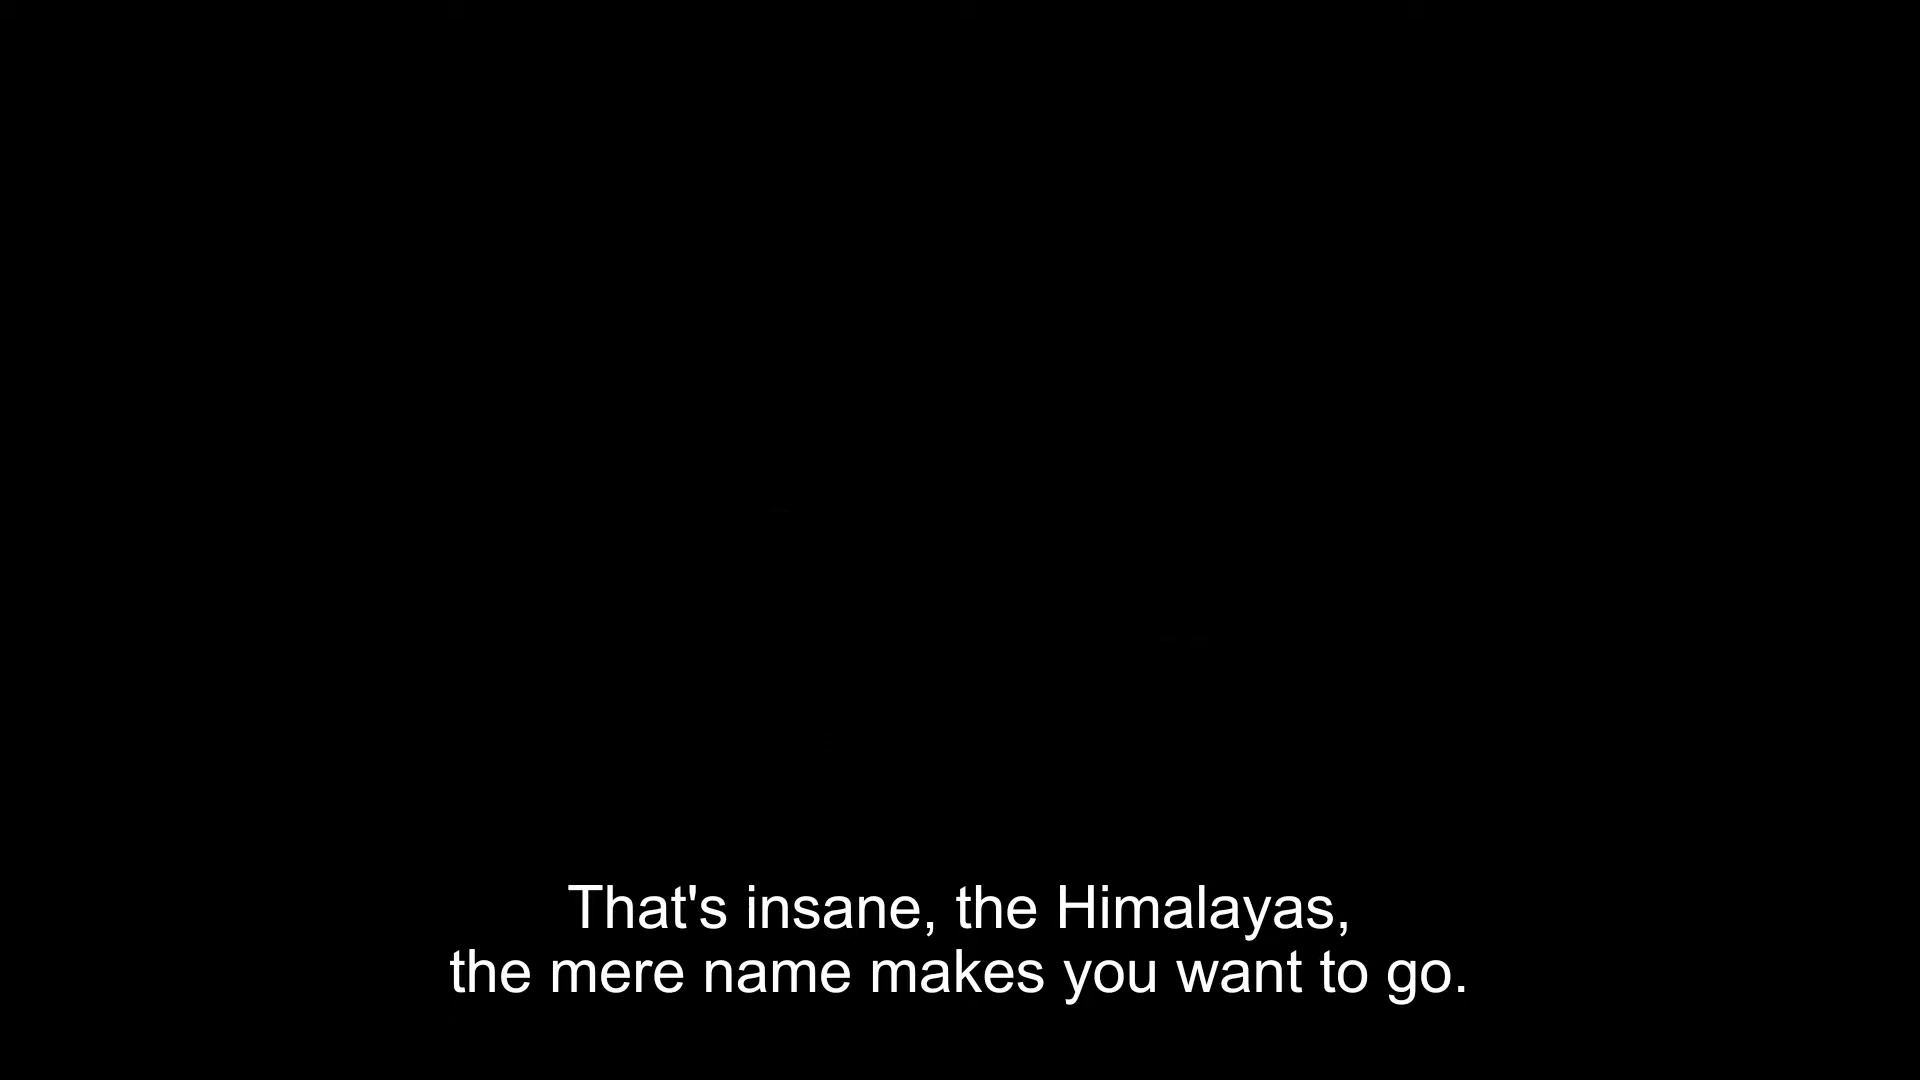 That's insane, the Himalayas,
the mere name makes you want to go.